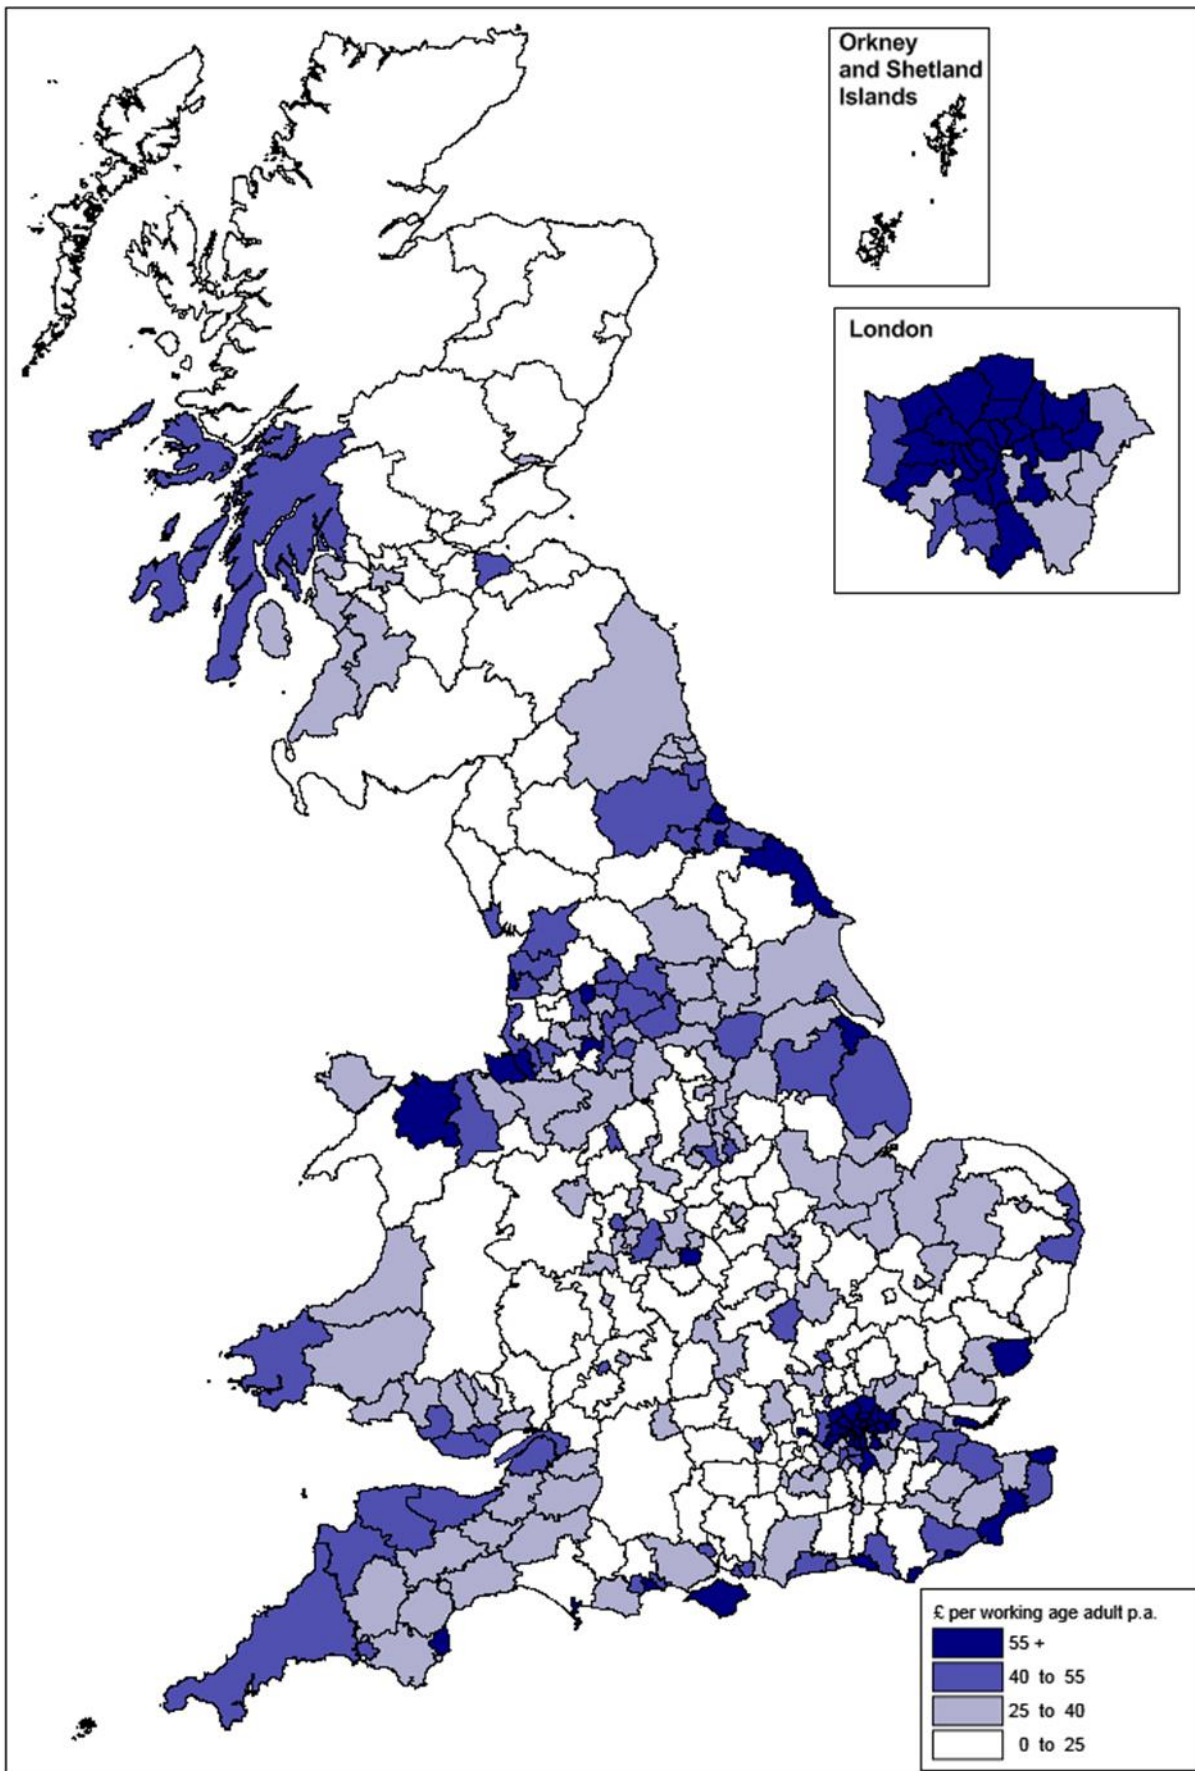 Orkney
and Shetland
Islands
London
£ per working age adult p.a.
55 +
40 to 55
25 to 40
0 to 25